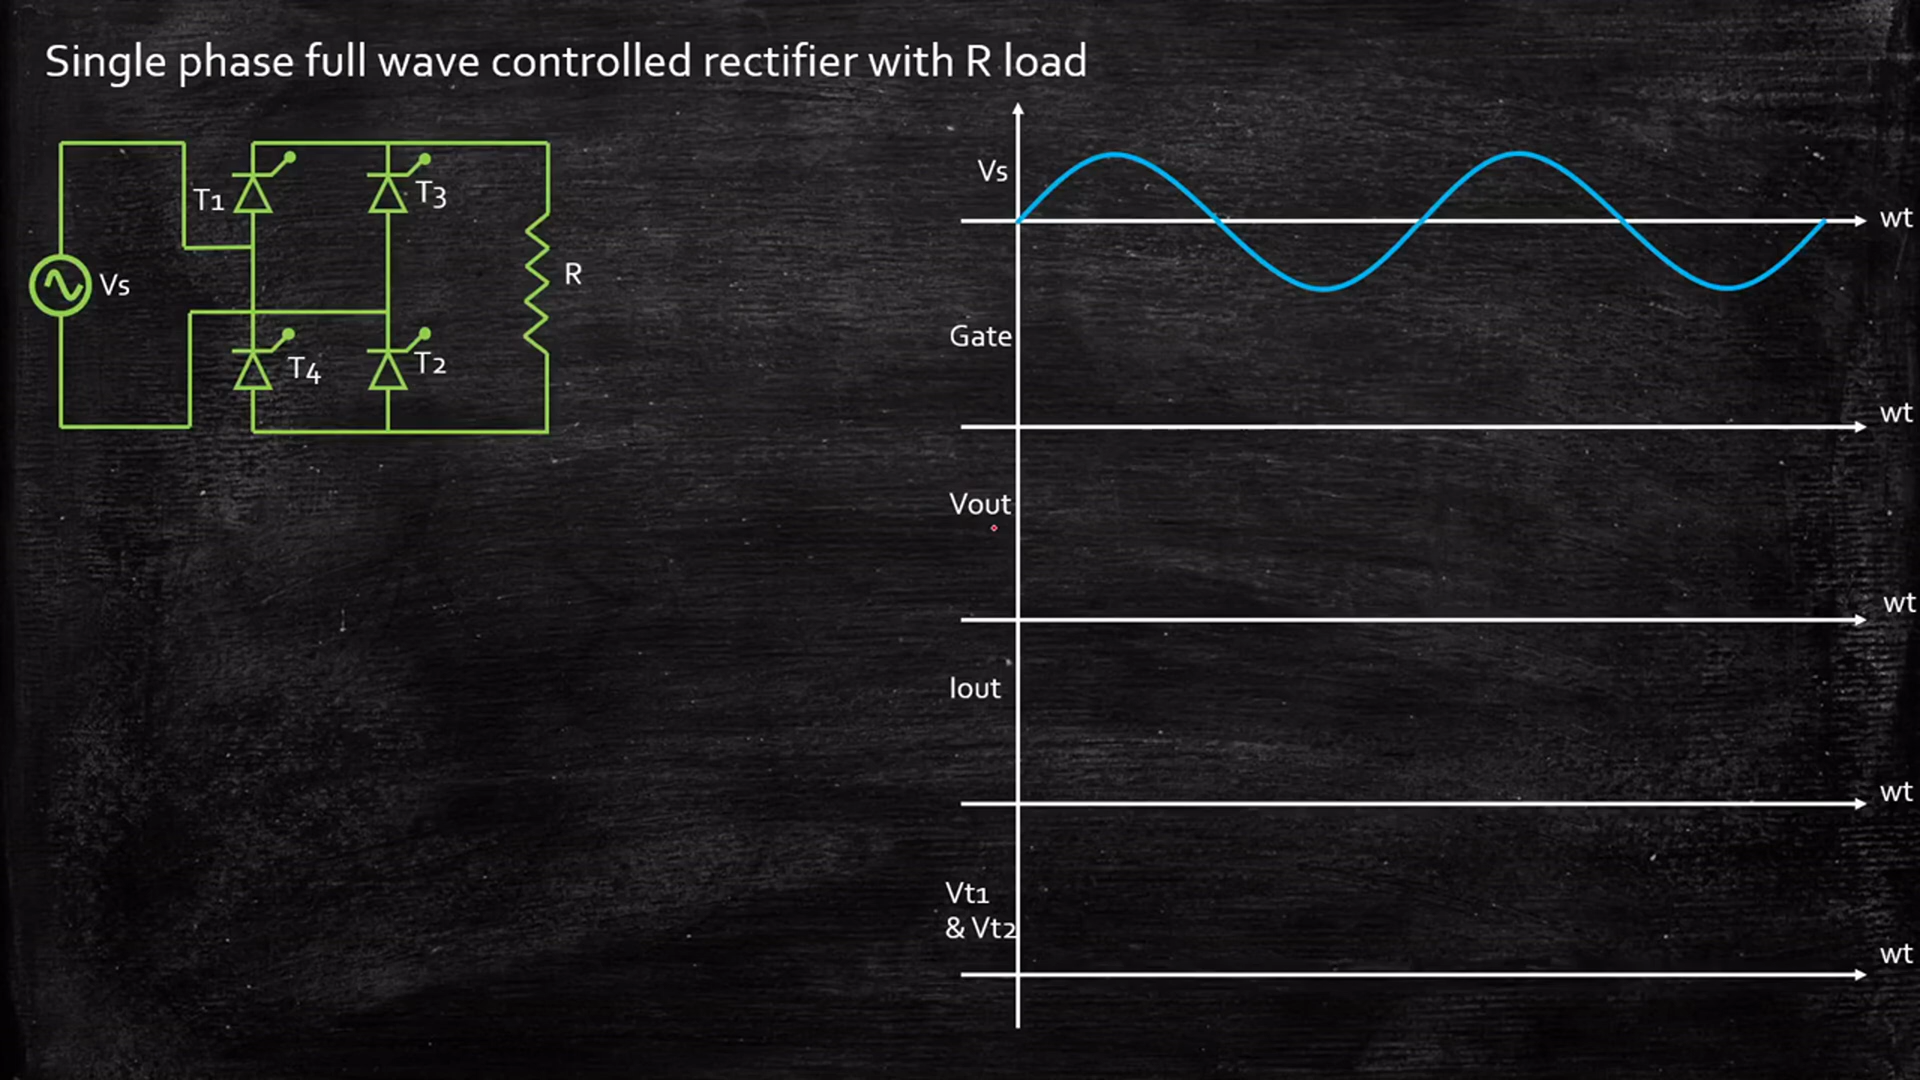 Single phase full wave controlled rectifier with R load
Vs
wt
T1
T3
R
Vs
Gate
T4
T2
wt
Vout
wt
Iout
wt
Vt1
& Vt2
wt